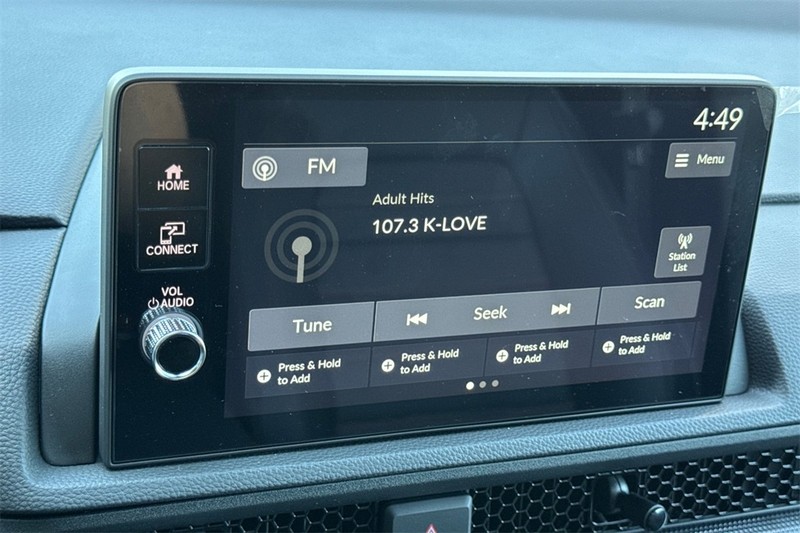 4:49
HOME
FM
Menu
Adult Hits
107.3 K-LOVE
CONNECT
Station
List
VOL
AUDIO
Tune
Seek
Scan
Press & Hold
to Add
Press & Hold
to Add
Press & Hold
to Add
Press & Hold
to Add